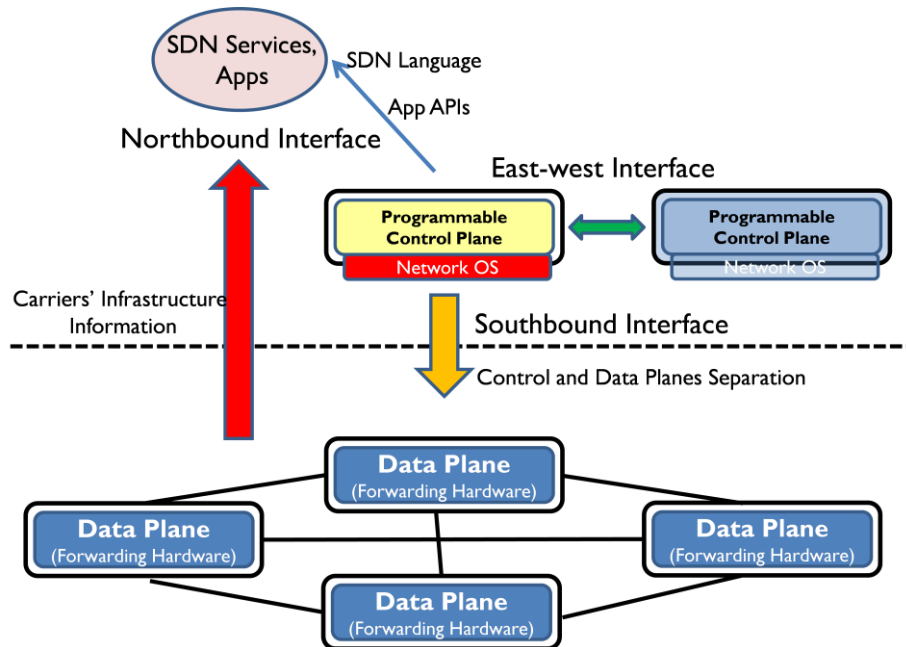 SDN Services,
Apps
SDN Language
App APIs
Northbound Interface
East-west Interface
Programmable
Control Plane
Network OS
Programmable
Control Plane
Network OS
Carriers' Infrastructure
Information
Southbound Interface
Control and Data Planes Separation
Data Plane
(Forwarding Hardware)
Data Plane
(Forwarding Hardware)
Data Plane
(Forwarding Hardware)
Data Plane
(Forwarding Hardware)